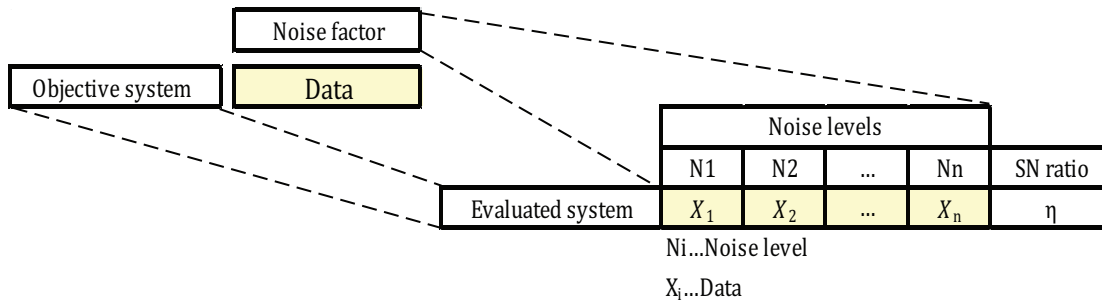 Noise factor
Objective system
Data
Noise levels
N1 N2 ... Nn SN ratio
Evaluated system X₁ X₂ ... Xₙ η
Ni...Noise level
Xᵢ...Data